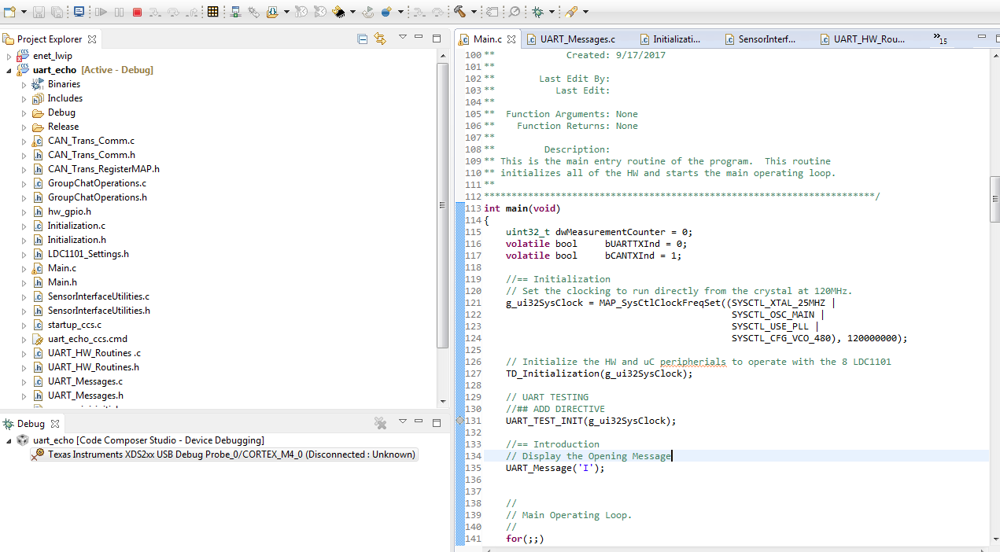 Project Explorer
enet_lwip
uart_echo [Active - Debug]
Binaries
Includes
Debug
Release
CAN_Trans_Comm.c
CAN_Trans_Comm.h
CAN_Trans_RegisterMAP.h
GroupChatOperations.c
GroupChatOperations.h
hw_gpio.h
Initialization.c
Initialization.h
LDC1101_Settings.h
Main.c
Main.h
SensorInterfaceUtilities.c
SensorInterfaceUtilities.h
startup_ccs.c
uart_echo_ccs.cmd
UART_HW_Routines .c
UART_HW_Routines.h
UART_Messages.c
UART_Messages.h
Debug
uart_echo [Code Composer Studio - Device Debugging]
Texas Instruments XDS2xx USB Debug Probe_0/CORTEX_M4_0 (Disconnected : Unknown)
Main.c UART_Messages.c Initializati... SensorInterf... UART_HW_Rou... »15
100 ** Created: 9/17/2017
101 **
102 ** Last Edit By:
103 ** Last Edit:
104 **
105 ** Function Arguments: None
106 ** Function Returns: None
107 **
108 ** Description:
109 ** This is the main entry routine of the program. This routine
110 ** initializes all of the HW and starts the main operating loop.
111 **
112 ***********************************************************************/
113 int main(void)
114 {
115 uint32_t dwMeasurementCounter = 0;
116 volatile bool bUARTTXInd = 0;
117 volatile bool bCANTXInd = 1;
118
119 //== Initialization
120 // Set the clocking to run directly from the crystal at 120MHz.
121 g_ui32SysClock = MAP_SysCtlClockFreqSet((SYSCTL_XTAL_25MHZ |
122 SYSCTL_OSC_MAIN |
123 SYSCTL_USE_PLL |
124 SYSCTL_CFG_VCO_480), 120000000);
125
126 // Initialize the HW and uC peripherials to operate with the 8 LDC1101
127 TD_Initialization(g_ui32SysClock);
128
129 // UART TESTING
130 //## ADD DIRECTIVE
131 UART_TEST_INIT(g_ui32SysClock);
132
133 //== Introduction
134 // Display the Opening Message
135 UART_Message('I');
136
137
138 //
139 // Main Operating Loop.
140 //
141 for(;;)